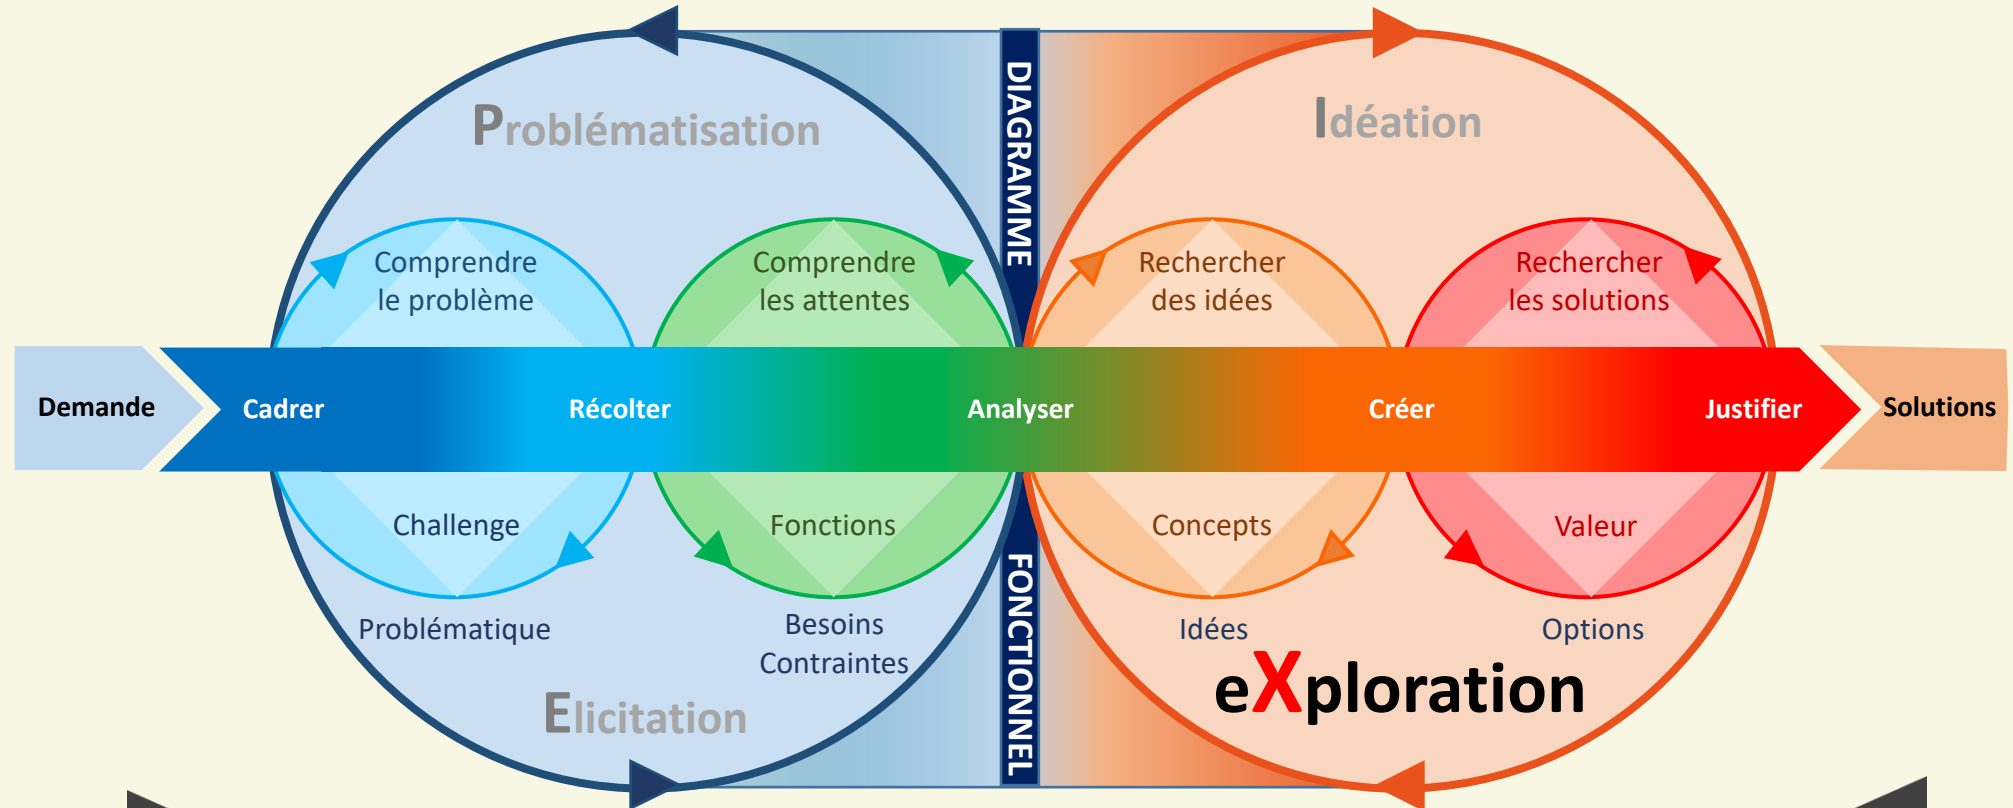 Problématisation
Idéation
DIAGRAMME
Comprendre
le problème
Comprendre
les attentes
Rechercher
des idées
Rechercher
les solutions
Demande
Cadrer
Récolter
Analyser
Créer
Justifier
Solutions
Challenge
Fonctions
Concepts
Valeur
FONCTIONNEL
Problématique
Besoins
Contraintes
Idées
Options
Elicitation
eXploration